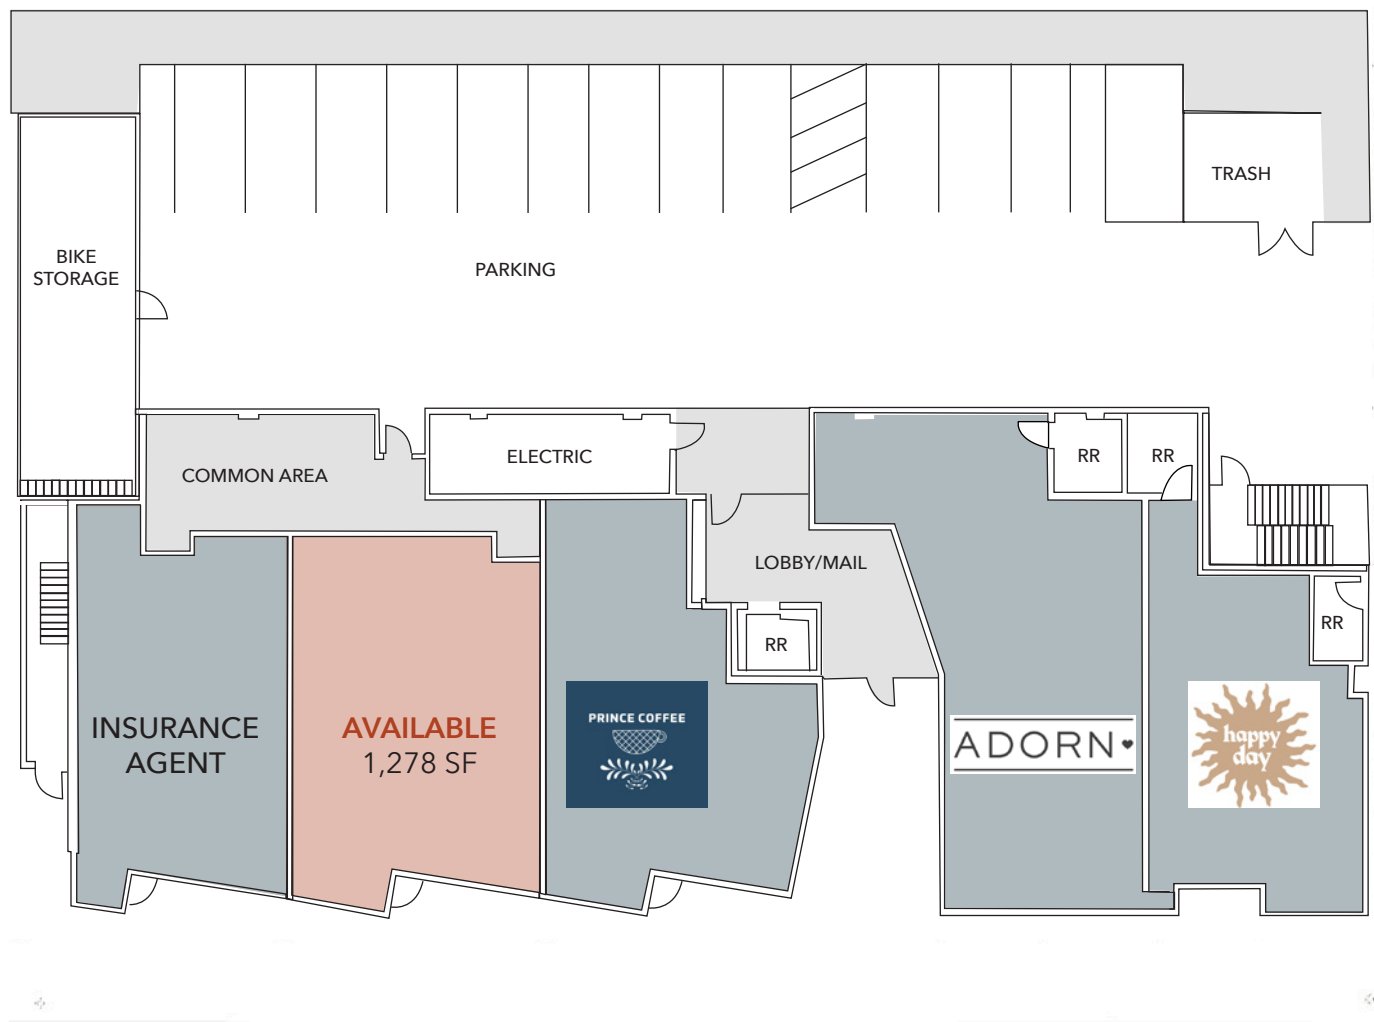 TRASH
BIKE
STORAGE
PARKING
COMMON AREA
ELECTRIC
RR
RR
LOBBY/MAIL
RR
RR
INSURANCE
AGENT
AVAILABLE
1,278 SF
PRINCE COFFEE
ADORN
happy
day